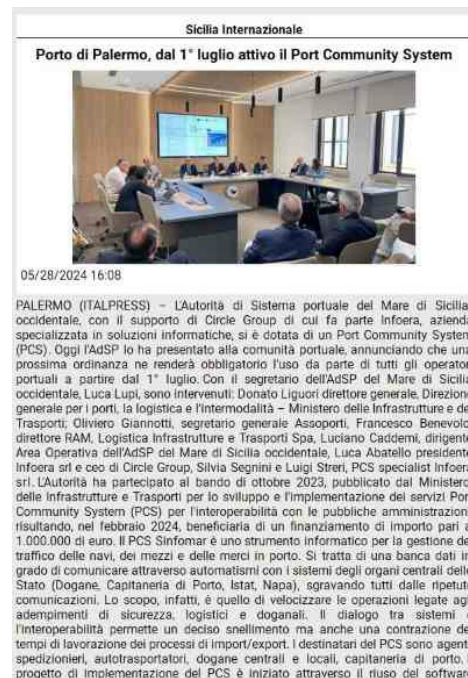 Sicilia Internazionale
Porto di Palermo, dal 1° luglio attivo il Port Community System
05/28/2024 16:08
PALERMO (ITALPRESS) – L'Autorità di Sistema portuale del Mare di Sicilia
occidentale, con il supporto di Circle Group di cui fa parte Infoera, aziend
specializzata in soluzioni informatiche, si è dotata di un Port Community System
(PCS). Oggi l'AdSP lo ha presentato alla comunità portuale, annunciando che una
prossima ordinanza ne renderà obbligatorio l'uso da parte di tutti gli operator
portuali a partire dal 1° luglio. Con il segretario dell'AdSP del Mare di Sicilia
occidentale, Luca Lupi, sono intervenuti: Donato Liguori direttore generale, Direzion
generale per i porti, la logistica e l'intermodalità – Ministero delle Infrastrutture e de
Trasporti; Oliviero Giannotti, segretario generale Assoporti, Francesco Benevolo
direttore RAM, Logistica Infrastrutture e Trasporti Spa, Luciano Caddemi, dirigente
Area Operativa dell'AdSP del Mare di Sicilia occidentale, Luca Abatello presidente
Infoera srl e ceo di Circle Group, Silvia Segnini e Luigi Streri, PCS specialist Infoera
srl. L'Autorità ha partecipato al bando di ottobre 2023, pubblicato dal Ministero
delle Infrastrutture e Trasporti per lo sviluppo e l'implementazione dei servizi Por
Community System (PCS) per l'interoperabilità con le pubbliche amministrazion
risultando, nel febbraio 2024, beneficiaria di un finanziamento di importo pari a
1.000.000 di euro. Il PCS Sinfomar è uno strumento informatico per la gestione de
traffico delle navi, dei mezzi e delle merci in porto. Si tratta di una banca dati in
grado di comunicare attraverso automatismi con i sistemi degli organi centrali dello
Stato (Dogane, Capitaneria di Porto, Istat, Napa), sgravando tutti dalle ripetute
comunicazioni. Lo scopo, infatti, è quello di velocizzare le operazioni legate agl
adempimenti di sicurezza, logistici e doganali. Il dialogo tra sistemi e
l'interoperabilità permette un deciso snellimento ma anche una contrazione de
tempi di lavorazione dei processi di import/export. I destinatari del PCS sono agent
spedizionieri, autotrasportatori, dogane centrali e locali, capitaneria di porto. I
progetto di implementazione del PCS è iniziato attraverso il riuso del software